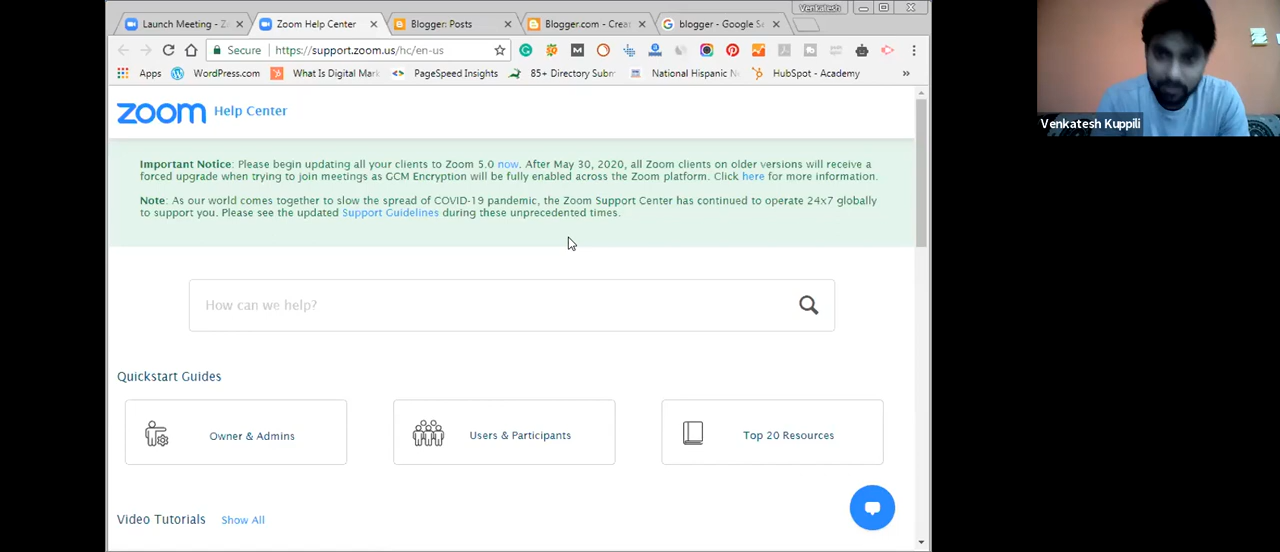 Launch Meeting - Z
Zoom Help Center
Blogger: Posts
Blogger.com - Crea
blogger - Google Se
Venkatesh
Secure
https://support.zoom.us/hc/en-us
Apps
WordPress.com
What Is Digital Mark
PageSpeed Insights
85+ Directory Subm
National Hispanic N
HubSpot - Academy
»
zoom Help Center
Important Notice: Please begin updating all your clients to Zoom 5.0 now. After May 30, 2020, all Zoom clients on older versions will receive a
forced upgrade when trying to join meetings as GCM Encryption will be fully enabled across the Zoom platform. Click here for more information.
Note: As our world comes together to slow the spread of COVID-19 pandemic, the Zoom Support Center has continued to operate 24x7 globally
to support you. Please see the updated Support Guidelines during these unprecedented times.
How can we help?
Quickstart Guides
Owner & Admins
Users & Participants
Top 20 Resources
Video Tutorials Show All
Venkatesh Kuppili